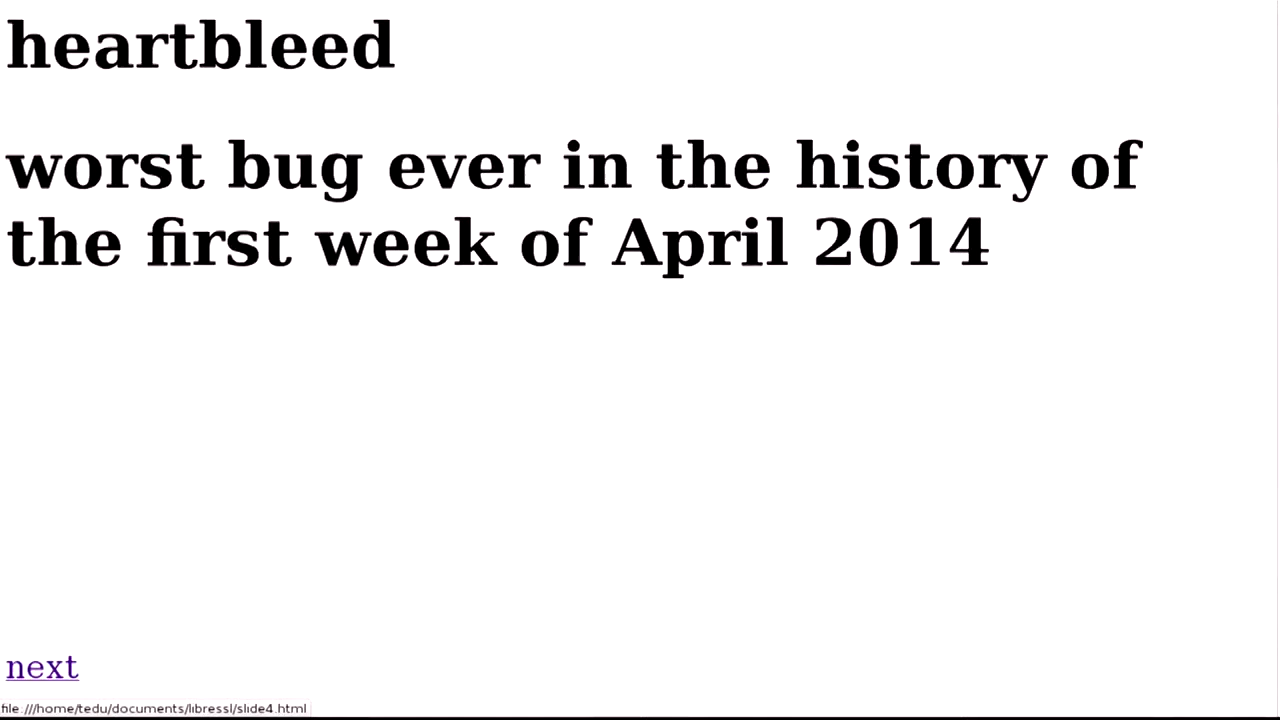 heartbleed
worst bug ever in the history of
the first week of April 2014
next
file:///home/tedu/documents/libressl/slide4.html